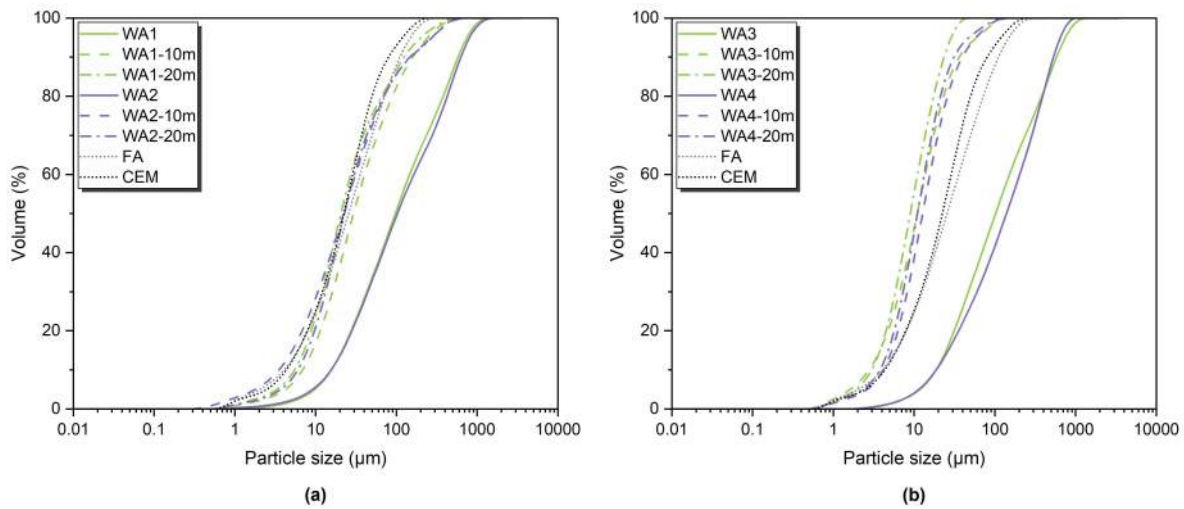 100
80
60
40
20
0
Volume (%)
WA1
WA1-10m
WA1-20m
WA2
WA2-10m
WA2-20m
FA
CEM
0.01 0.1 1 10 100 1000 10000
Particle size (µm)
(a)
100
80
60
40
20
0
Volume (%)
WA3
WA3-10m
WA3-20m
WA4
WA4-10m
WA4-20m
FA
CEM
0.01 0.1 1 10 100 1000 10000
Particle size (µm)
(b)